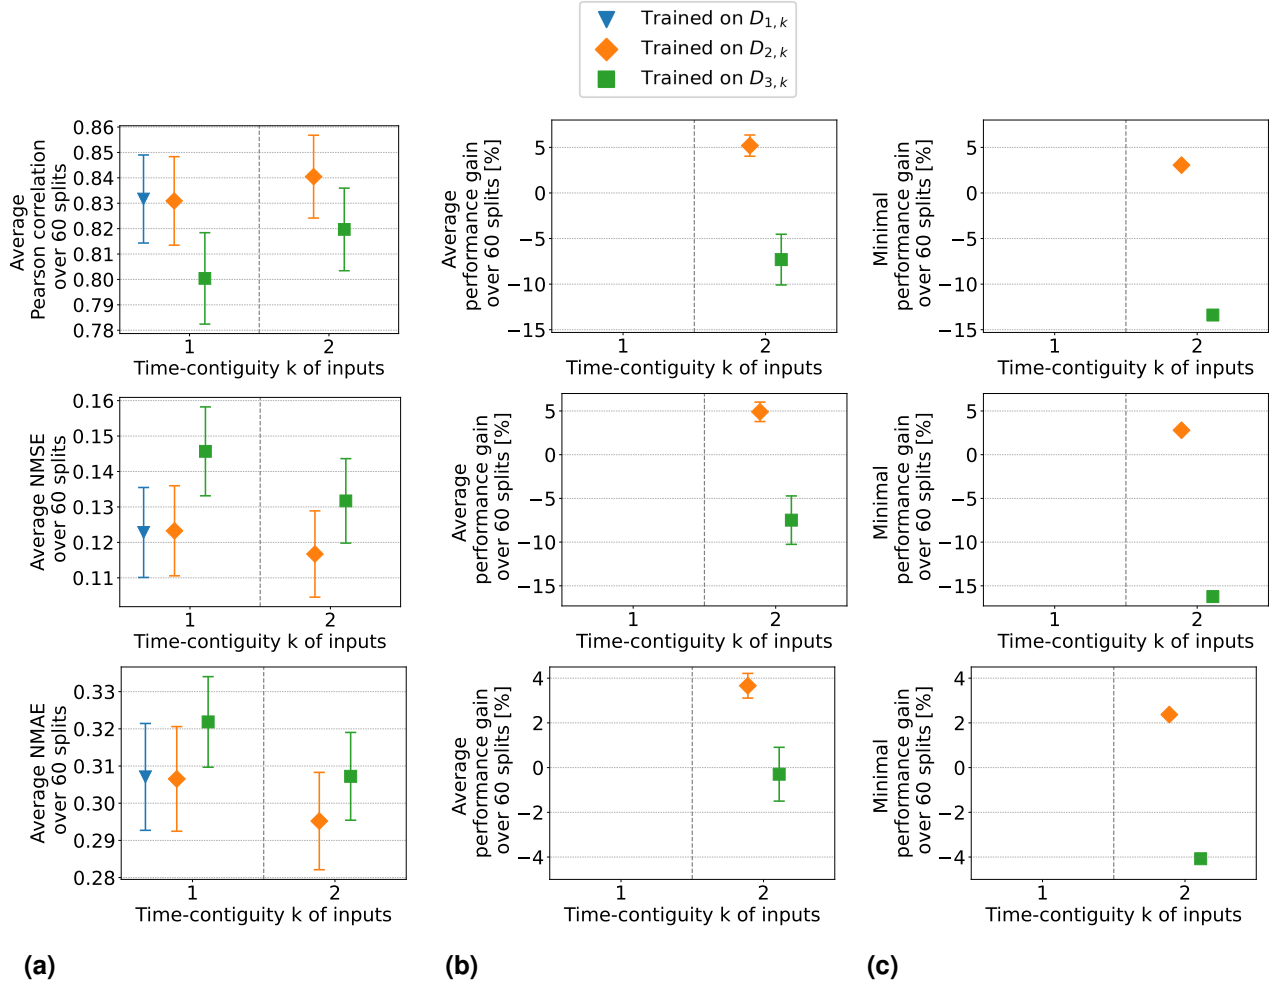 Trained on D1,k
Trained on D2,k
Trained on D3,k
Average
Pearson correlation
over 60 splits
0.86
0.85
0.84
0.83
0.82
0.81
0.80
0.79
0.78
1
2
Time-contiguity k of inputs
Average
performance gain
over 60 splits [%]
5
0
−5
−10
−15
1
2
Time-contiguity k of inputs
Minimal
performance gain
over 60 splits [%]
5
0
−5
−10
−15
1
2
Time-contiguity k of inputs
Average NMSE
over 60 splits
0.16
0.15
0.14
0.13
0.12
0.11
1
2
Time-contiguity k of inputs
Average
performance gain
over 60 splits [%]
5
0
−5
−10
−15
1
2
Time-contiguity k of inputs
Minimal
performance gain
over 60 splits [%]
5
0
−5
−10
−15
1
2
Time-contiguity k of inputs
Average NMAE
over 60 splits
0.33
0.32
0.31
0.30
0.29
0.28
1
2
Time-contiguity k of inputs
Average
performance gain
over 60 splits [%]
4
2
0
−2
−4
1
2
Time-contiguity k of inputs
Minimal
performance gain
over 60 splits [%]
4
2
0
−2
−4
1
2
Time-contiguity k of inputs
(a)
(b)
(c)